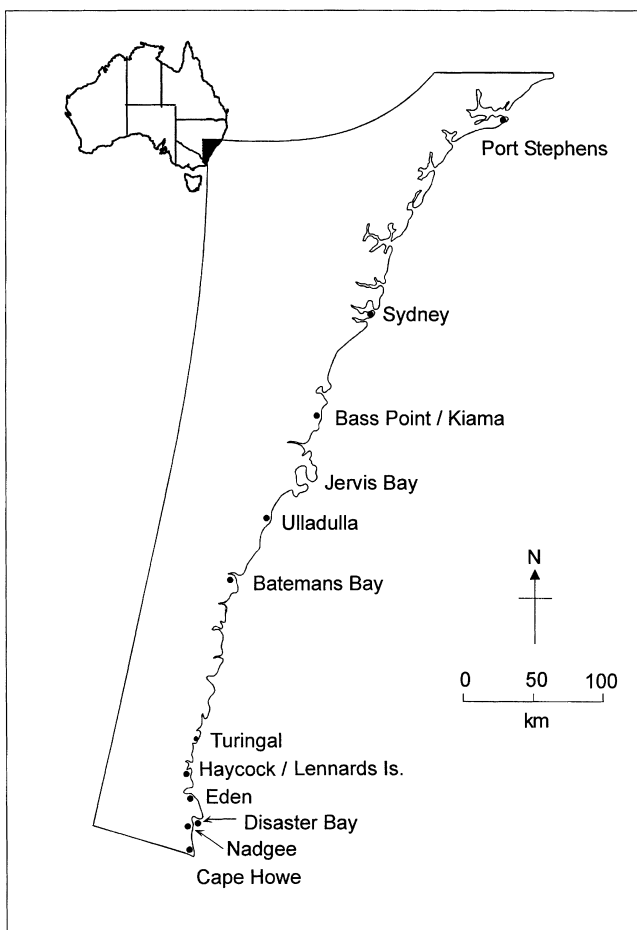 Port Stephens
Sydney
Bass Point / Kiama
Jervis Bay
Ulladulla
Batemans Bay
N
0 50 100
km
Turingal
Haycock / Lennards Is.
Eden
Disaster Bay
Nadgee
Cape Howe